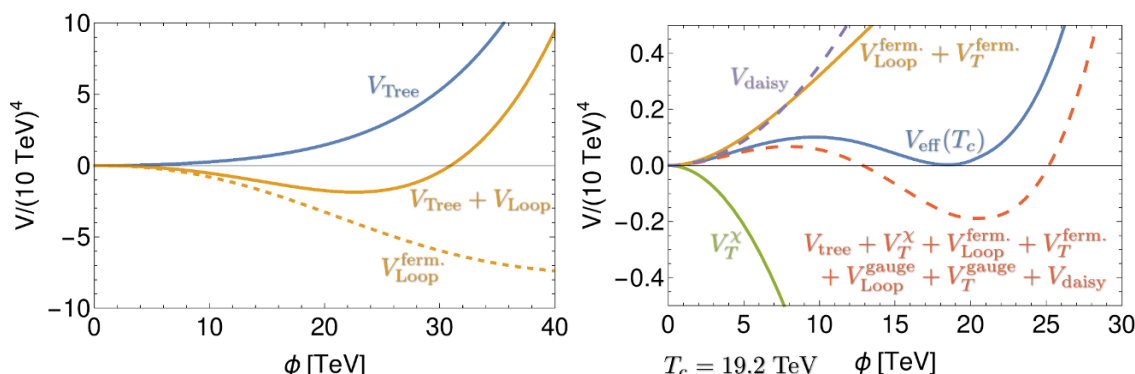 V/(10 TeV)⁴
10
5
0
−5
−10
V_Tree
V_Tree + V_Loop
V_Loop^ferm.
0 10 20 30 40
ϕ [TeV]
V/(10 TeV)⁴
0.4
0.2
0.0
−0.2
−0.4
V_daisy
V_Loop^ferm. + V_T^ferm.
V_eff(T_c)
V_T^χ
V_tree + V_T^χ + V_Loop^ferm. + V_T^ferm.
+ V_Loop^gauge + V_T^gauge + V_daisy
0 5 10 15 20 25 30
T_c = 19.2 TeV ϕ [TeV]